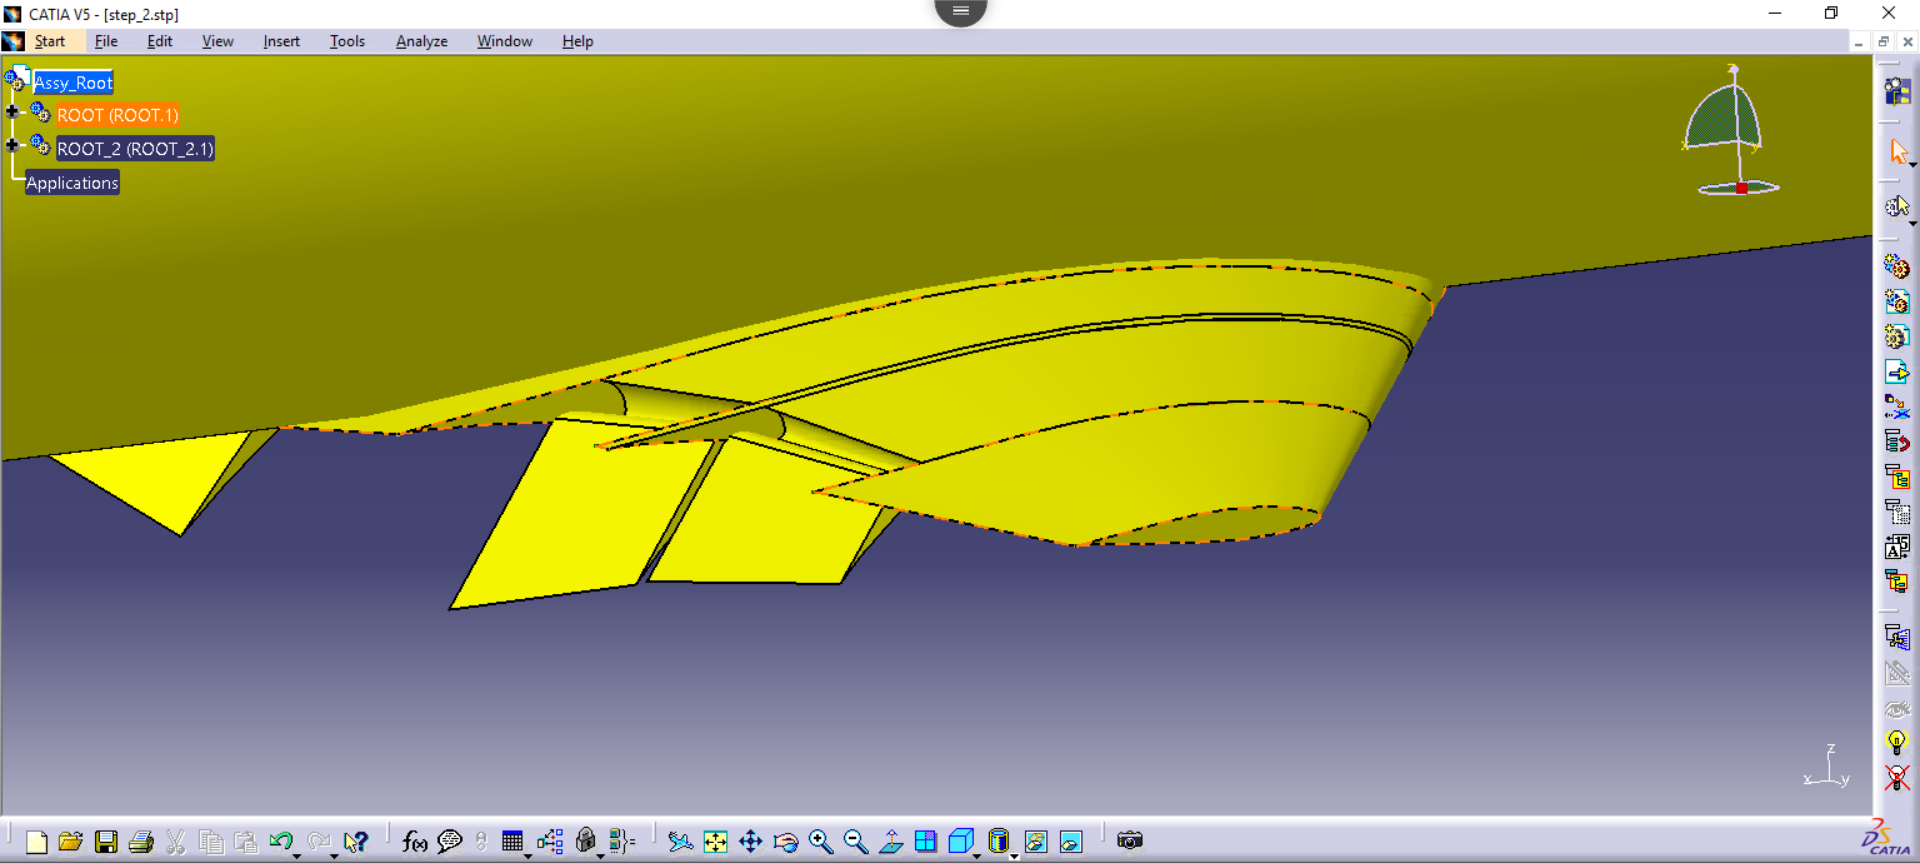 CATIA V5 - [step_2.stp]
Start File Edit View Insert Tools Analyze Window Help
Assy_Root
ROOT (ROOT.1)
ROOT_2 (ROOT_2.1)
Applications
z
x y
z
x y
15
A
f(x)
CATIA